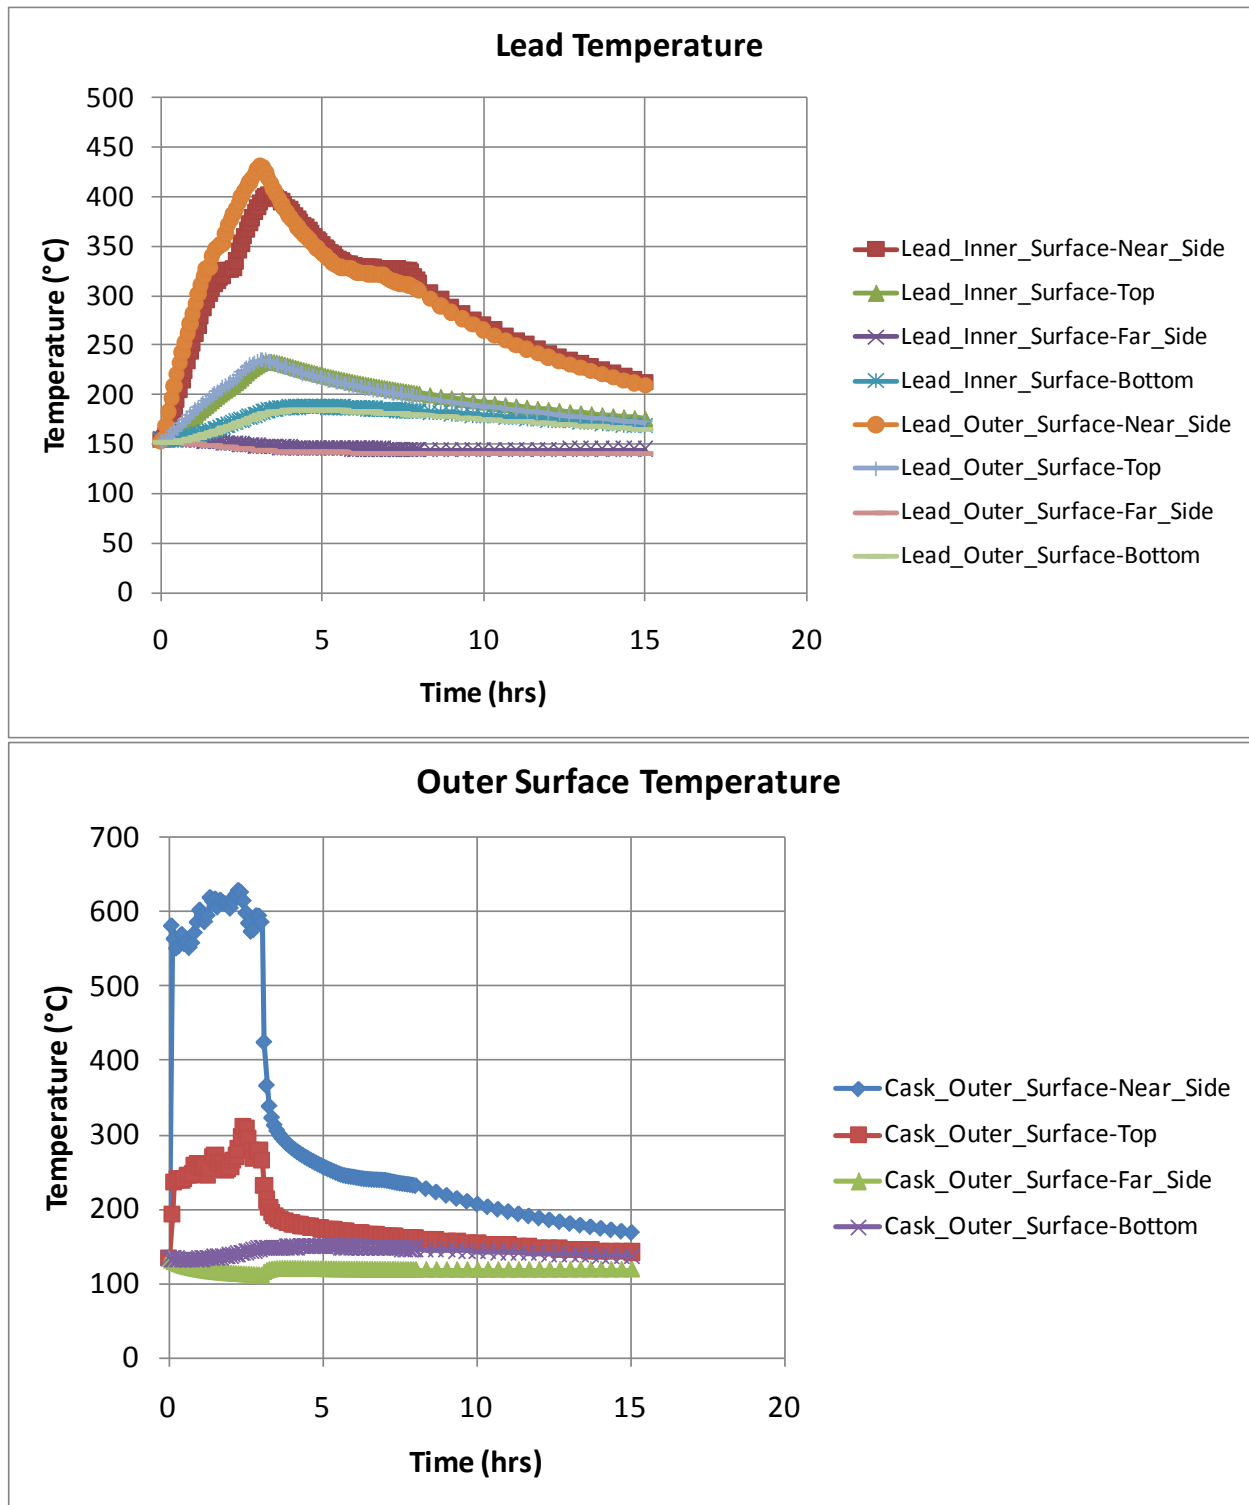 Lead Temperature
500
450
400
350
300
250
200
150
100
50
0
Temperature (°C)
0 5 10 15 20
Time (hrs)
Lead_Inner_Surface-Near_Side
Lead_Inner_Surface-Top
Lead_Inner_Surface-Far_Side
Lead_Inner_Surface-Bottom
Lead_Outer_Surface-Near_Side
Lead_Outer_Surface-Top
Lead_Outer_Surface-Far_Side
Lead_Outer_Surface-Bottom
Outer Surface Temperature
700
600
500
400
300
200
100
0
Temperature (°C)
0 5 10 15 20
Time (hrs)
Cask_Outer_Surface-Near_Side
Cask_Outer_Surface-Top
Cask_Outer_Surface-Far_Side
Cask_Outer_Surface-Bottom